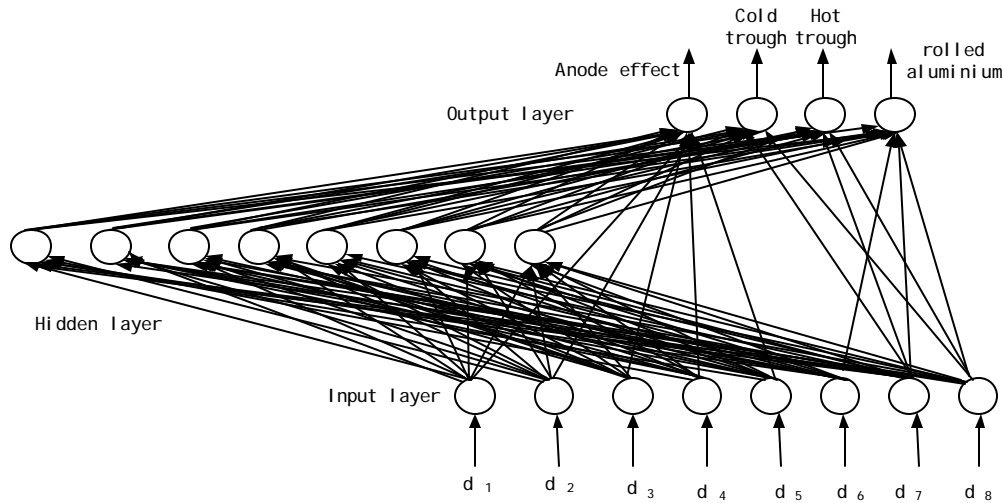 Cold Hot
trough trough
rolled
aluminium
Anode effect
Output layer
Hidden layer
Input layer
d 1 d 2 d 3 d 4 d 5 d 6 d 7 d 8